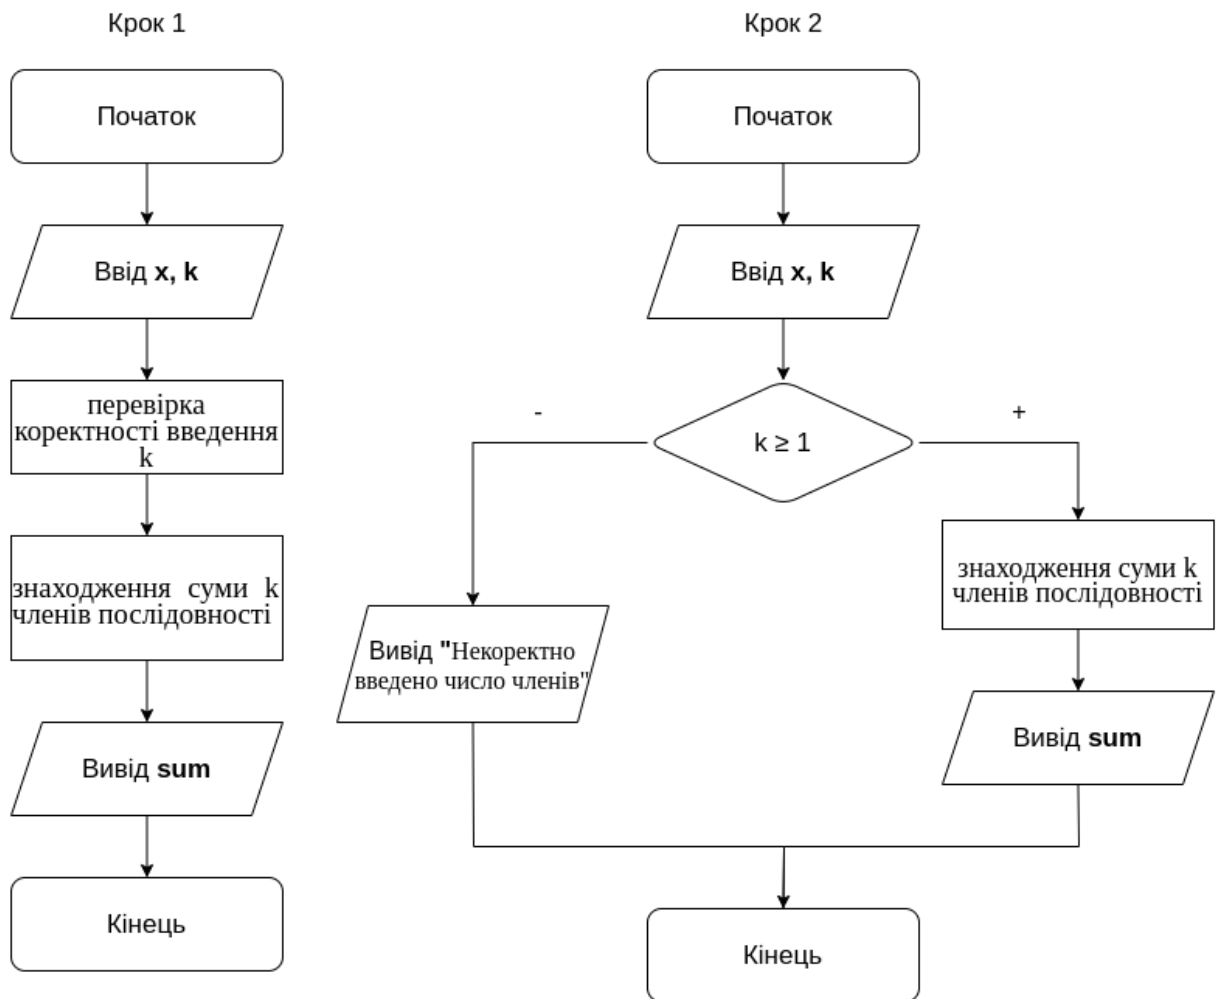 Крок 1
Початок
Ввід x, k
перевірка
коректності введення
k
знаходження суми k
членів послідовності
Вивід sum
Кінець
Крок 2
Початок
Ввід x, k
k ≥ 1
-
+
Вивід "Некоректно
введено число членів"
знаходження суми k
членів послідовності
Вивід sum
Кінець